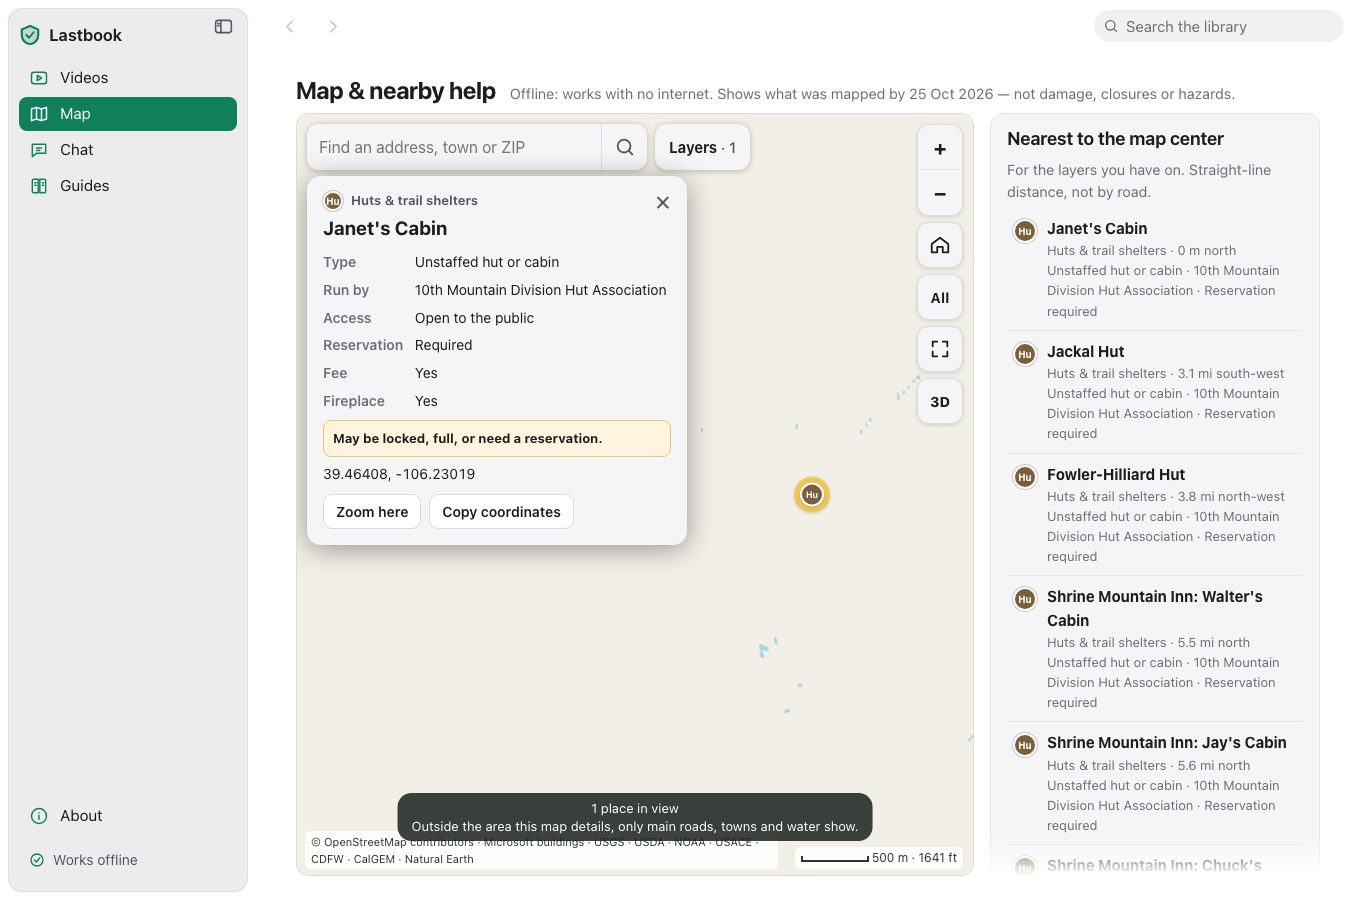 Lastbook
Videos
Map
Chat
Guides
About
Works offline
Search the library
Map & nearby help
Offline: works with no internet. Shows what was mapped by 25 Oct 2026 — not damage, closures or hazards.
Find an address, town or ZIP
Layers · 1
Hu
Huts & trail shelters
Janet's Cabin
Type Unstaffed hut or cabin
Run by 10th Mountain Division Hut Association
Access Open to the public
Reservation Required
Fee Yes
Fireplace Yes
May be locked, full, or need a reservation.
39.46408, -106.23019
Zoom here
Copy coordinates
+
−
All
3D
Hu
1 place in view
Outside the area this map details, only main roads, towns and water show.
© OpenStreetMap contributors · Microsoft buildings · USGS · USDA · NOAA · USACE ·
CDFW · CalGEM · Natural Earth
500 m · 1641 ft
Nearest to the map center
For the layers you have on. Straight-line
distance, not by road.
Hu
Janet's Cabin
Huts & trail shelters · 0 m north
Unstaffed hut or cabin · 10th Mountain
Division Hut Association · Reservation
required
Hu
Jackal Hut
Huts & trail shelters · 3.1 mi south-west
Unstaffed hut or cabin · 10th Mountain
Division Hut Association · Reservation
required
Hu
Fowler-Hilliard Hut
Huts & trail shelters · 3.8 mi north-west
Unstaffed hut or cabin · 10th Mountain
Division Hut Association · Reservation
required
Hu
Shrine Mountain Inn: Walter's
Cabin
Huts & trail shelters · 5.5 mi north
Unstaffed hut or cabin · 10th Mountain
Division Hut Association · Reservation
required
Hu
Shrine Mountain Inn: Jay's Cabin
Huts & trail shelters · 5.6 mi north
Unstaffed hut or cabin · 10th Mountain
Division Hut Association · Reservation
required
Hu
Shrine Mountain Inn: Chuck's